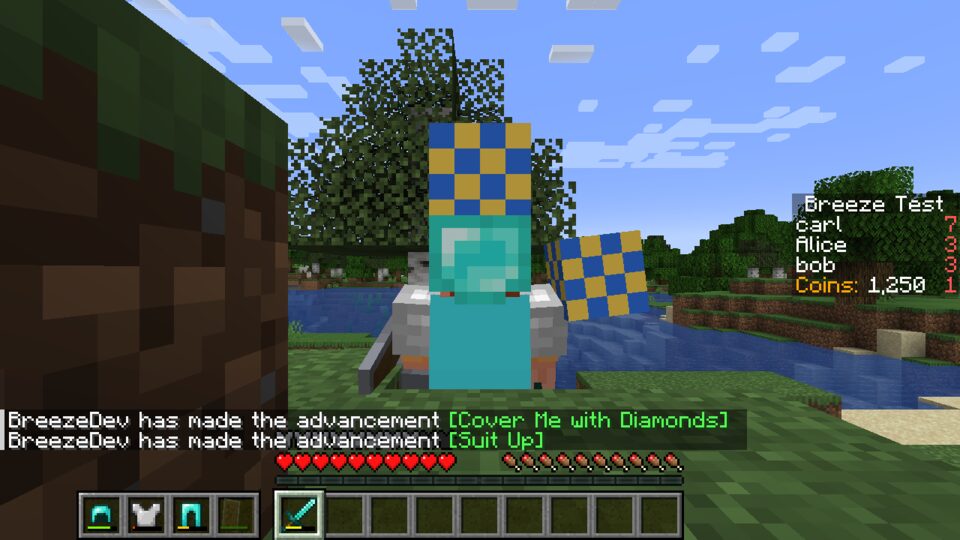 Breeze Test
carl 7
Alice 3
bob 3
Coins: 1,250 1
BreezeDev has made the advancement [Cover Me with Diamonds]
BreezeDev has made the advancement [Suit Up]